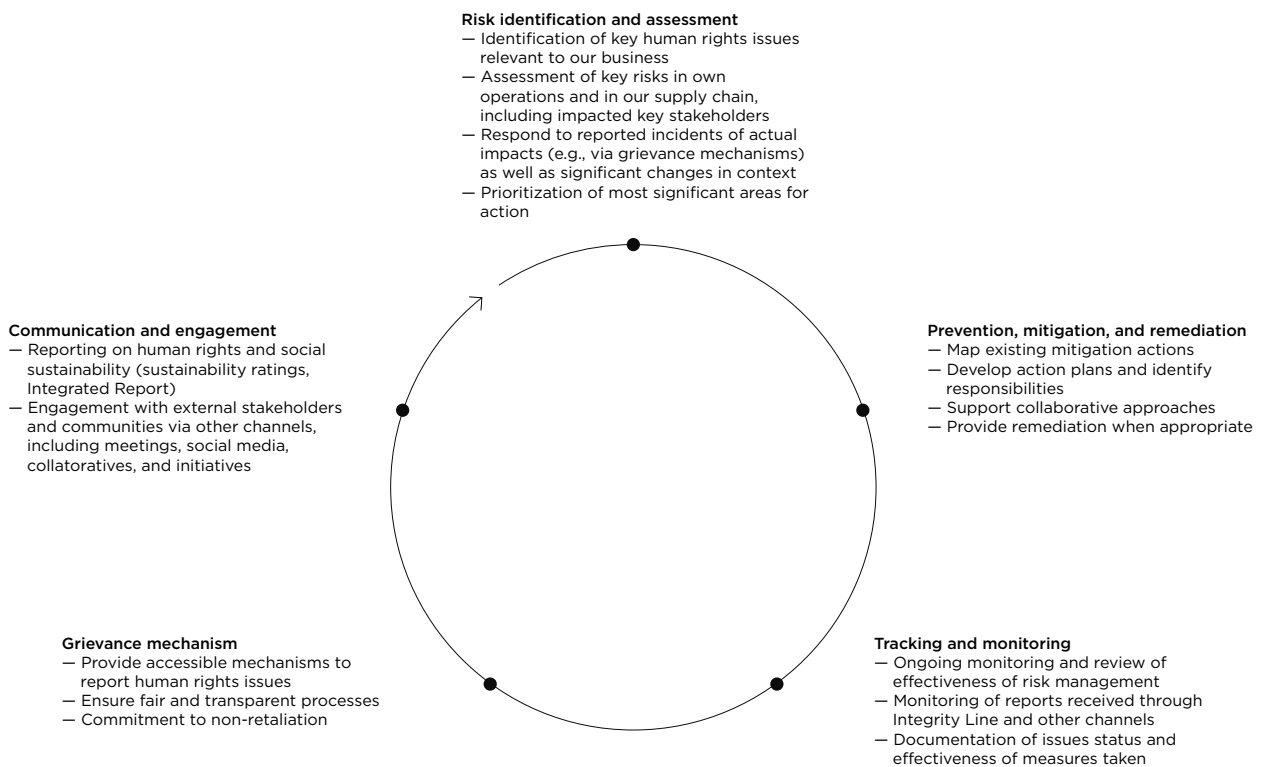 Risk identification and assessment
— Identification of key human rights issues
relevant to our business
— Assessment of key risks in own
operations and in our supply chain,
including impacted key stakeholders
— Respond to reported incidents of actual
impacts (e.g., via grievance mechanisms)
as well as significant changes in context
— Prioritization of most significant areas for
action
Prevention, mitigation, and remediation
— Map existing mitigation actions
— Develop action plans and identify
responsibilities
— Support collaborative approaches
— Provide remediation when appropriate
Tracking and monitoring
— Ongoing monitoring and review of
effectiveness of risk management
— Monitoring of reports received through
Integrity Line and other channels
— Documentation of issues status and
effectiveness of measures taken
Grievance mechanism
— Provide accessible mechanisms to
report human rights issues
— Ensure fair and transparent processes
— Commitment to non-retaliation
Communication and engagement
— Reporting on human rights and social
sustainability (sustainability ratings,
Integrated Report)
— Engagement with external stakeholders
and communities via other channels,
including meetings, social media,
collatoratives, and initiatives